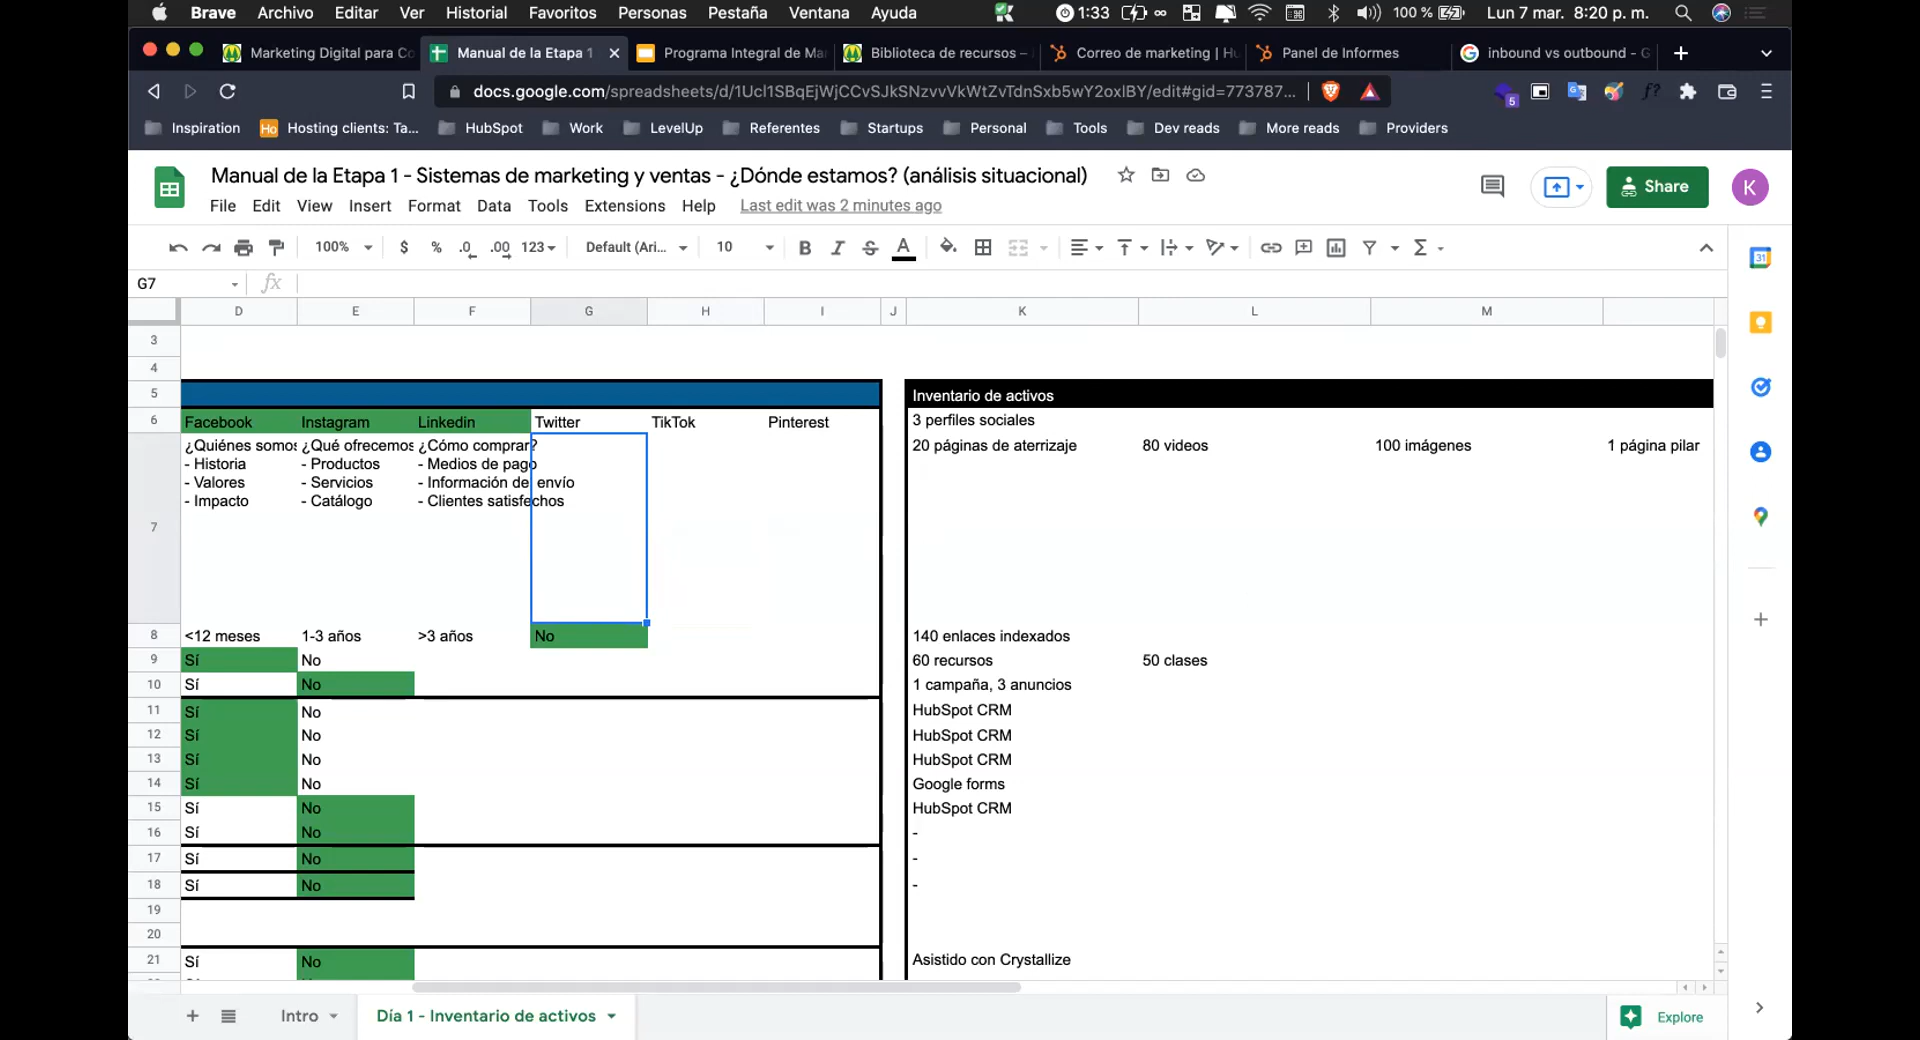 Brave Archivo Editar Ver Historial Favoritos Personas Pestaña Ventana Ayuda 1:33 100 % Lun 7 mar. 8:20 p. m.
Marketing Digital para Co Manual de la Etapa 1 Programa Integral de Mar Biblioteca de recursos – Correo de marketing | Hu Panel de Informes inbound vs outbound - G
docs.google.com/spreadsheets/d/1Ucl1SBqEjWjCCvSJkSNzvvVkWtZvTdnSxb5wY2oxlBY/edit#gid=773787... 5 f?
Inspiration Ho Hosting clients: Ta... HubSpot Work LevelUp Referentes Startups Personal Tools Dev reads More reads Providers
Manual de la Etapa 1 - Sistemas de marketing y ventas - ¿Dónde estamos? (análisis situacional)
Share K
File Edit View Insert Format Data Tools Extensions Help Last edit was 2 minutes ago
100% $ % .0 .00 123 Default (Ari... 10 B I S A Σ
31
G7 fx
D E F G H I J K L M
3
4
5 Inventario de activos
6 Facebook Instagram Linkedin Twitter TikTok Pinterest 3 perfiles sociales
¿Quiénes somos ¿Qué ofrecemos ¿Cómo comprar? 20 páginas de aterrizaje 80 videos 100 imágenes 1 página pilar
- Historia - Productos - Medios de pago
- Valores - Servicios - Información de envío
- Impacto - Catálogo - Clientes satisfechos
7
8 <12 meses 1-3 años >3 años No 140 enlaces indexados
9 Sí No 60 recursos 50 clases
10 Sí No 1 campaña, 3 anuncios
11 Sí No HubSpot CRM
12 Sí No HubSpot CRM
13 Sí No HubSpot CRM
14 Sí No Google forms
15 Sí No HubSpot CRM
16 Sí No -
17 Sí No -
18 Sí No -
19
20
21 Sí No Asistido con Crystallize
Intro Día 1 - Inventario de activos Explore